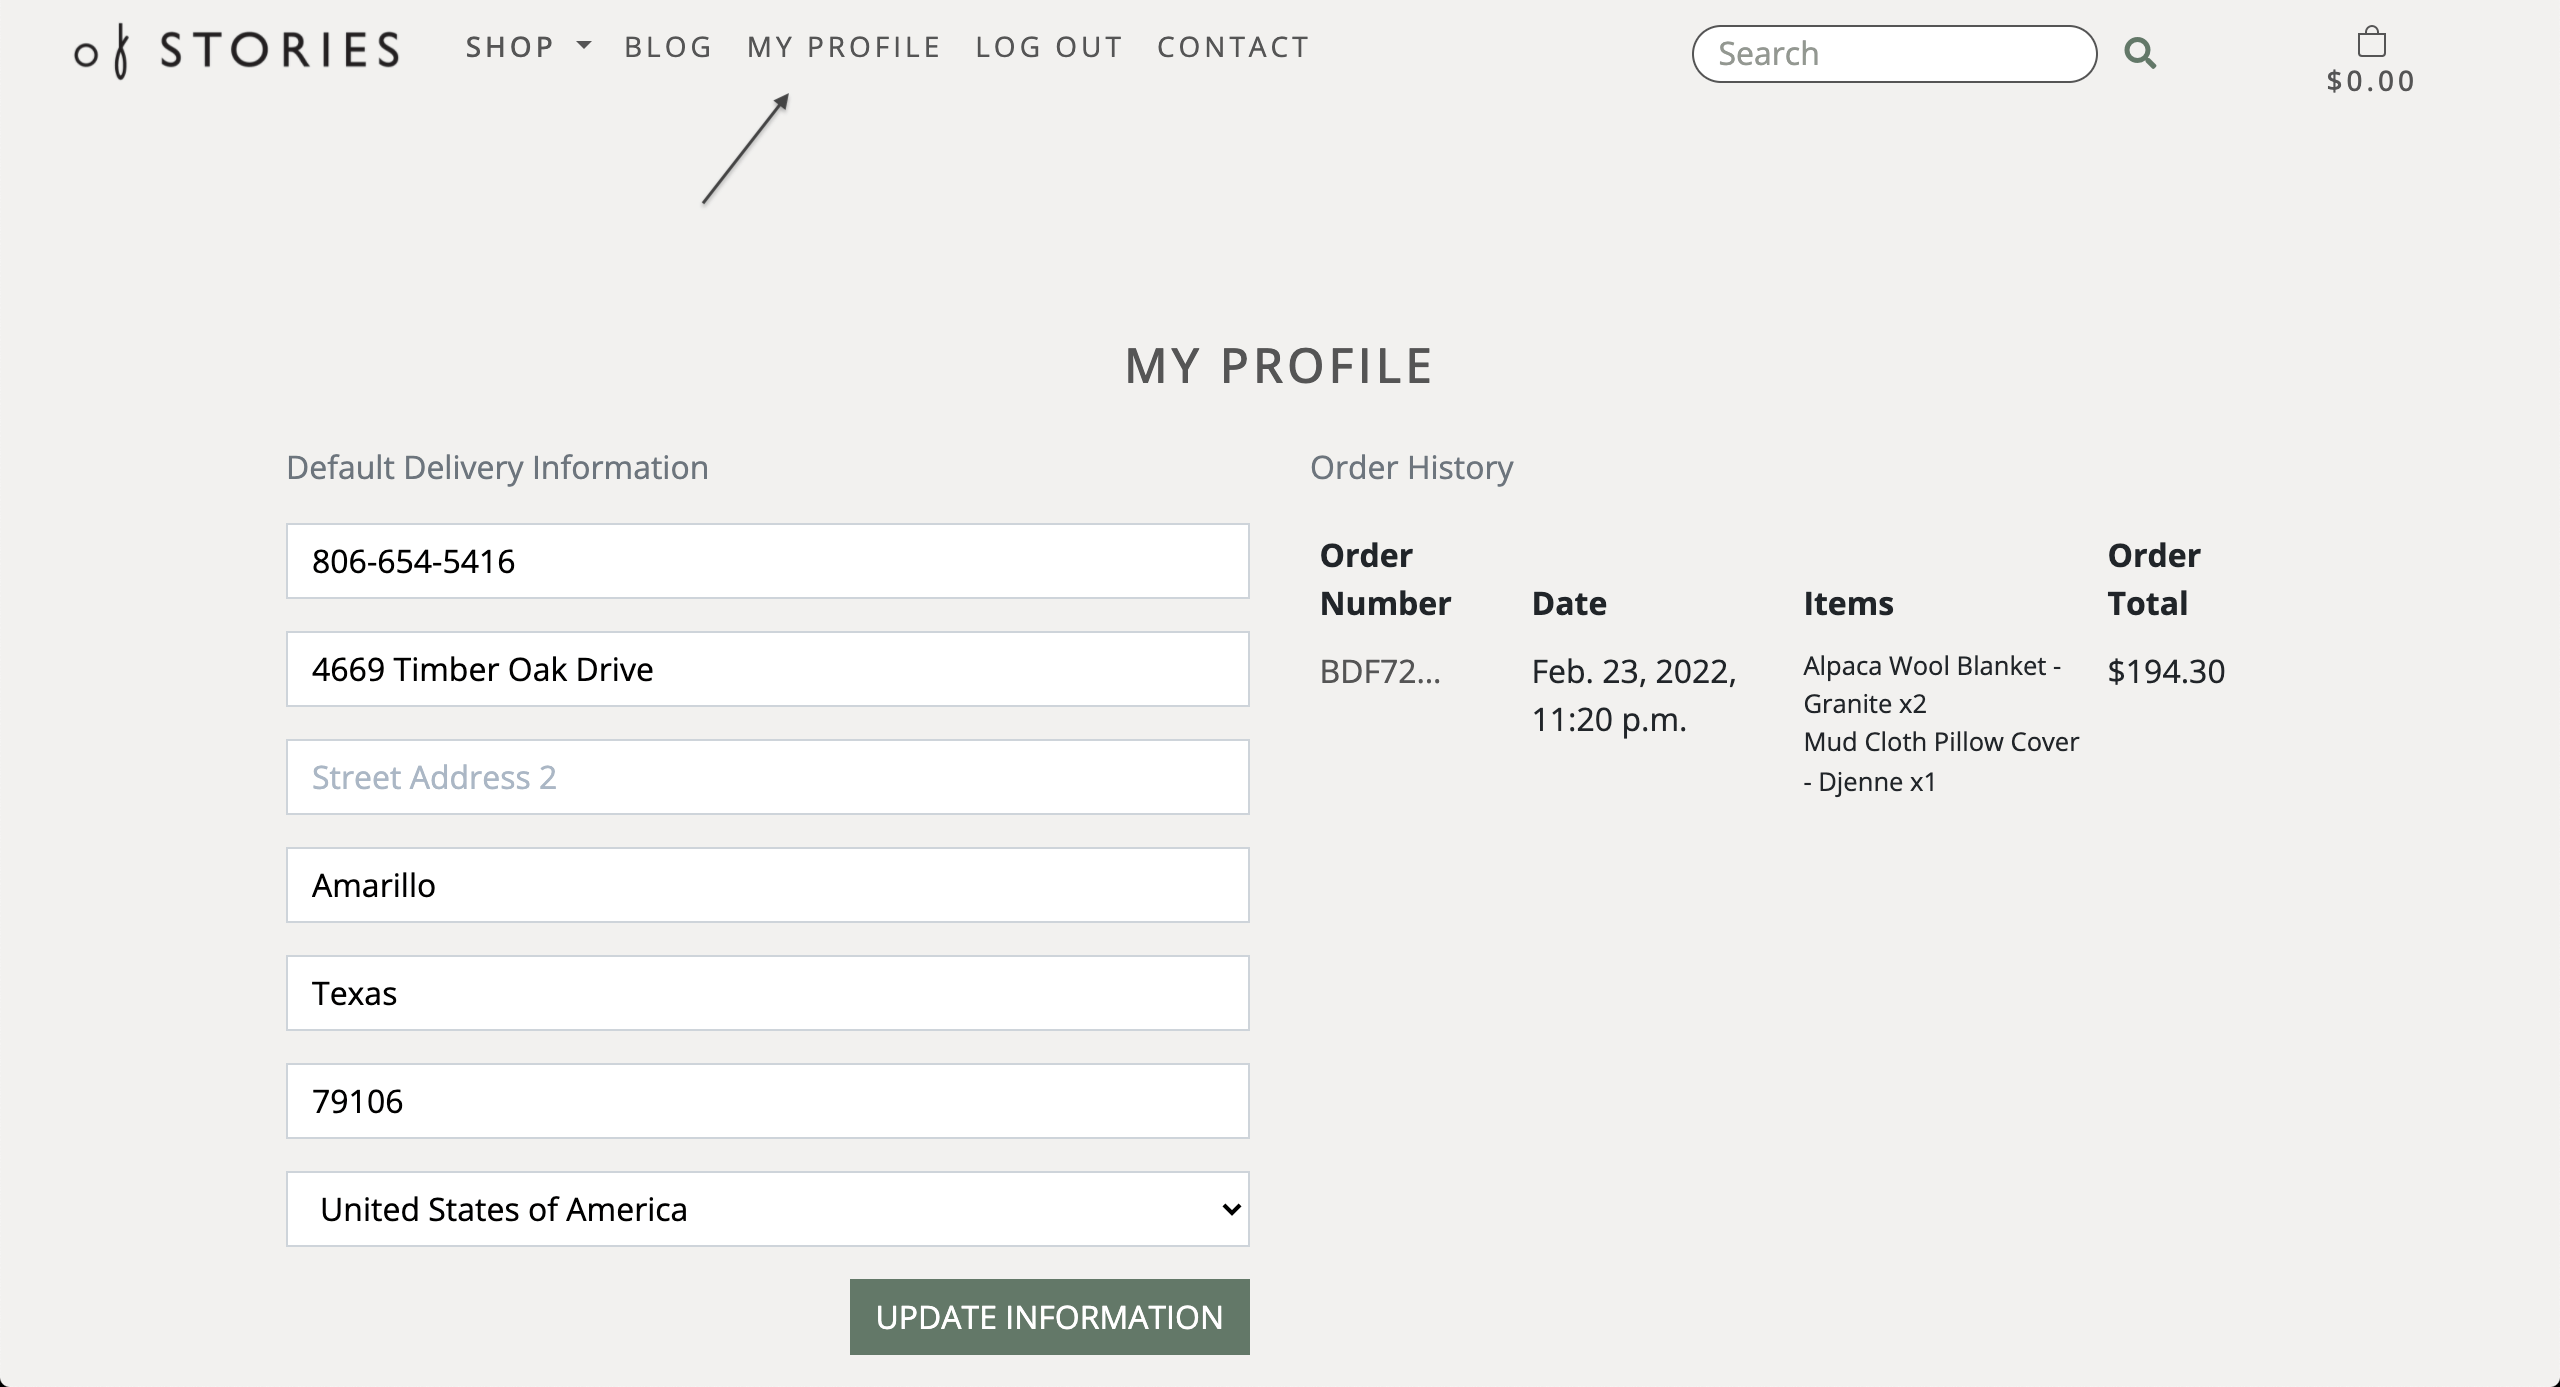 of STORIES
SHOP BLOG MY PROFILE LOG OUT CONTACT
Search
$0.00
MY PROFILE
Default Delivery Information
806-654-5416
4669 Timber Oak Drive
Street Address 2
Amarillo
Texas
79106
United States of America
UPDATE INFORMATION
Order History
Order Number Date Items Order Total
BDF72...
Feb. 23, 2022,
11:20 p.m.
Alpaca Wool Blanket -
Granite x2
Mud Cloth Pillow Cover
- Djenne x1
$194.30